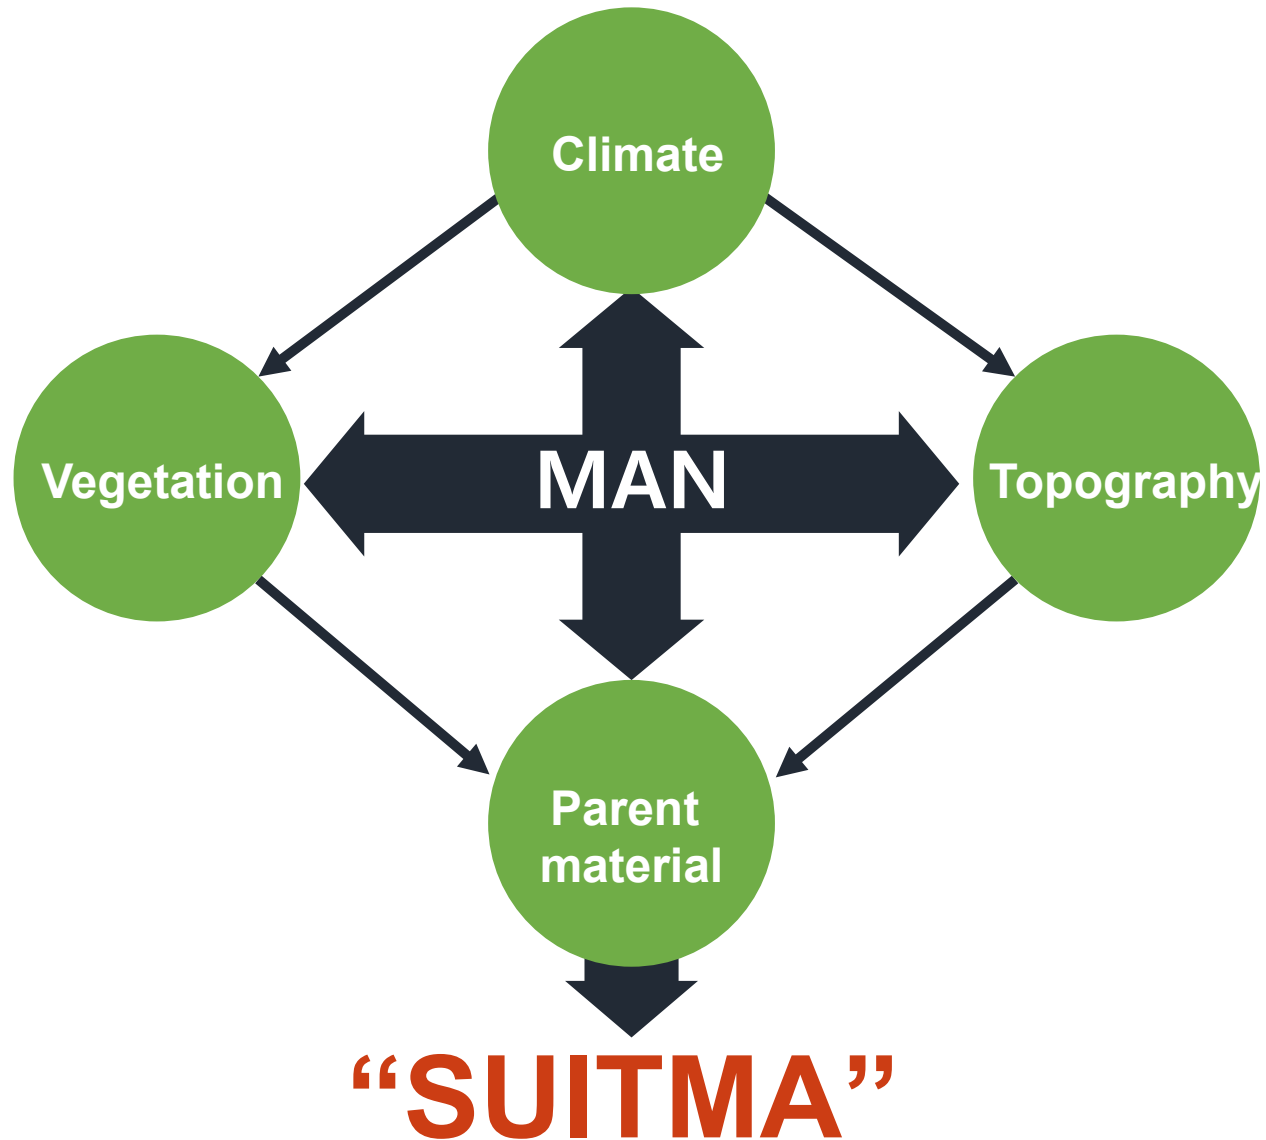 Climate
Vegetation
MAN
Topography
Parent
material
“SUITMA”